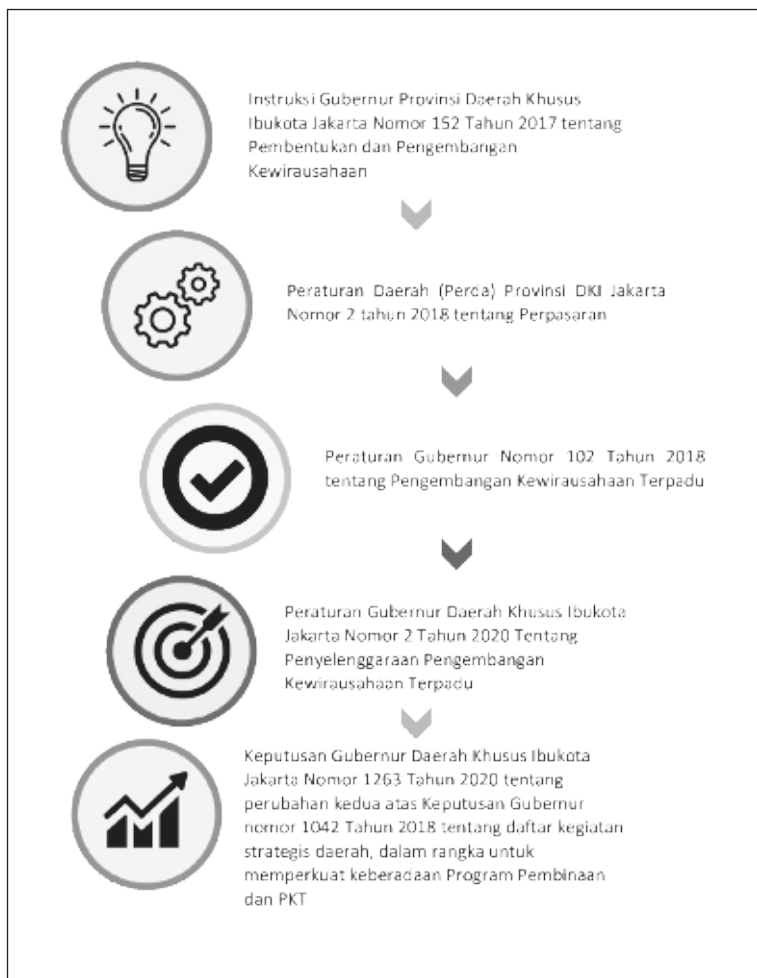 Instruksi Gubernur Provinsi Daerah Khusus
Ibukota Jakarta Nomor 152 Tahun 2017 tentang
Pembentukan dan Pengembangan
Kewirausahaan
Peraturan Daerah (Perda) Provinsi DKI Jakarta
Nomor 2 tahun 2018 tentang Perpasaran
Peraturan Gubernur Nomor 102 Tahun 2018
tentang Pengembangan Kewirausahaan Terpadu
Peraturan Gubernur Daerah Khusus Ibukota
Jakarta Nomor 2 Tahun 2020 Tentang
Penyelenggaraan Pengembangan
Kewirausahaan Terpadu
Keputusan Gubernur Daerah Khusus Ibukota
Jakarta Nomor 1263 Tahun 2020 tentang
perubahan kedua atas Keputusan Gubernur
nomor 1042 Tahun 2018 tentang daftar kegiatan
strategis daerah, dalam rangka untuk
memperkuat keberadaan Program Pembinaan
dan PKT